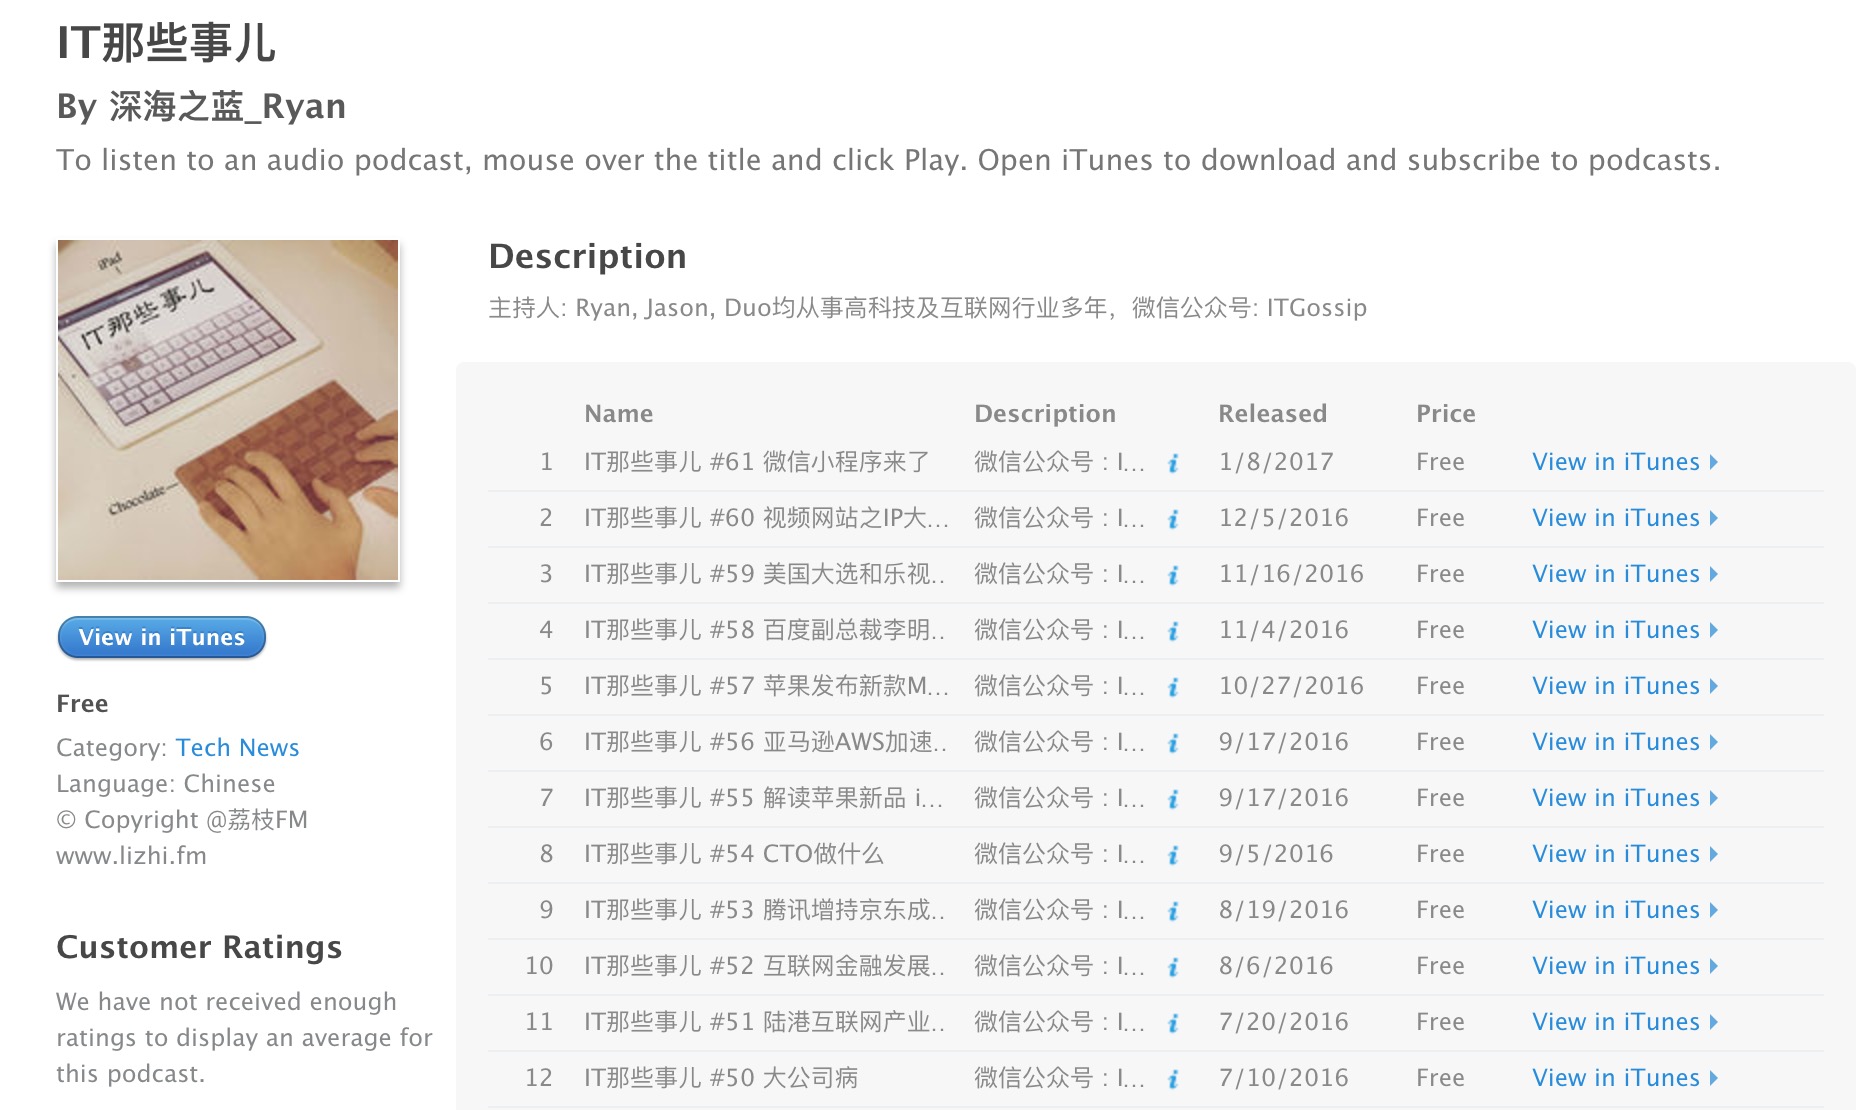 IT那些事儿
By 深海之蓝_Ryan
To listen to an audio podcast, mouse over the title and click Play. Open iTunes to download and subscribe to podcasts.
iPad
IT那些事儿
Chocolate
View in iTunes
Free
Category: Tech News
Language: Chinese
© Copyright @荔枝FM
www.lizhi.fm
Customer Ratings
We have not received enough
ratings to display an average for
this podcast.
Description
主持人: Ryan, Jason, Duo均从事高科技及互联网行业多年，微信公众号: ITGossip
Name Description Released Price
1 IT那些事儿 #61 微信小程序来了 微信公众号：I... i 1/8/2017 Free View in iTunes
2 IT那些事儿 #60 视频网站之IP大... 微信公众号：I... i 12/5/2016 Free View in iTunes
3 IT那些事儿 #59 美国大选和乐视.. 微信公众号：I... i 11/16/2016 Free View in iTunes
4 IT那些事儿 #58 百度副总裁李明.. 微信公众号：I... i 11/4/2016 Free View in iTunes
5 IT那些事儿 #57 苹果发布新款M... 微信公众号：I... i 10/27/2016 Free View in iTunes
6 IT那些事儿 #56 亚马逊AWS加速.. 微信公众号：I... i 9/17/2016 Free View in iTunes
7 IT那些事儿 #55 解读苹果新品 i... 微信公众号：I... i 9/17/2016 Free View in iTunes
8 IT那些事儿 #54 CTO做什么 微信公众号：I... i 9/5/2016 Free View in iTunes
9 IT那些事儿 #53 腾讯增持京东成.. 微信公众号：I... i 8/19/2016 Free View in iTunes
10 IT那些事儿 #52 互联网金融发展.. 微信公众号：I... i 8/6/2016 Free View in iTunes
11 IT那些事儿 #51 陆港互联网产业.. 微信公众号：I... i 7/20/2016 Free View in iTunes
12 IT那些事儿 #50 大公司病 微信公众号：I... i 7/10/2016 Free View in iTunes